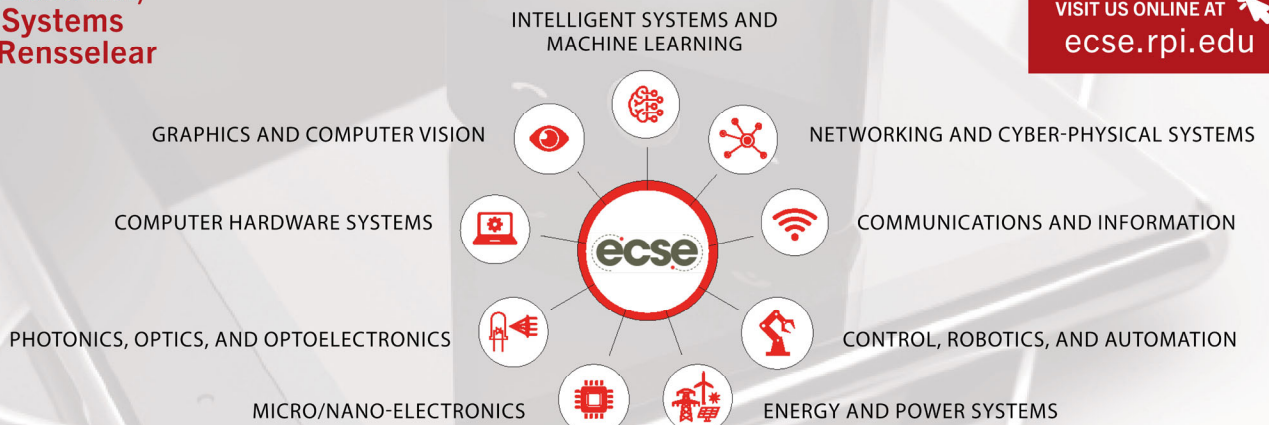 Systems
Rensselear
VISIT US ONLINE AT
ecse.rpi.edu
INTELLIGENT SYSTEMS AND
MACHINE LEARNING
GRAPHICS AND COMPUTER VISION
NETWORKING AND CYBER-PHYSICAL SYSTEMS
COMPUTER HARDWARE SYSTEMS
COMMUNICATIONS AND INFORMATION
ecse
PHOTONICS, OPTICS, AND OPTOELECTRONICS
CONTROL, ROBOTICS, AND AUTOMATION
MICRO/NANO-ELECTRONICS
ENERGY AND POWER SYSTEMS